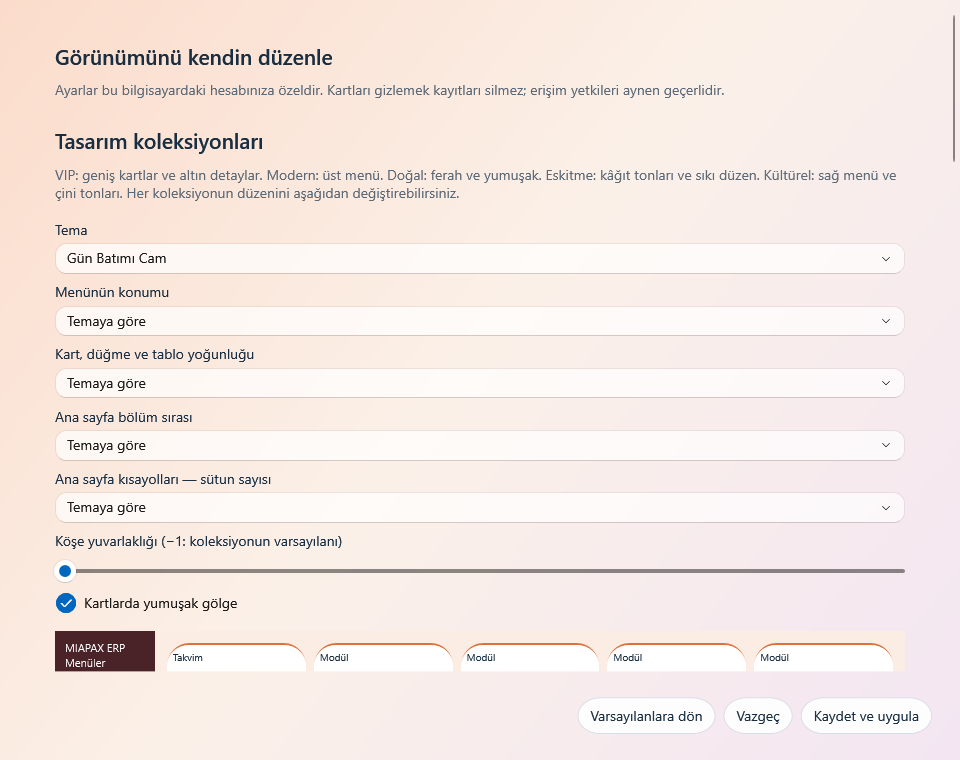 Görünümünü kendin düzenle
Ayarlar bu bilgisayardaki hesabınıza özeldir. Kartları gizlemek kayıtları silmez; erişim yetkileri aynen geçerlidir.
Tasarım koleksiyonları
VIP: geniş kartlar ve altın detaylar. Modern: üst menü. Doğal: ferah ve yumuşak. Eskitme: kâğıt tonları ve sıkı düzen. Kültürel: sağ menü ve
çini tonları. Her koleksiyonun düzenini aşağıdan değiştirebilirsiniz.
Tema
Gün Batımı Cam
Menünün konumu
Temaya göre
Kart, düğme ve tablo yoğunluğu
Temaya göre
Ana sayfa bölüm sırası
Temaya göre
Ana sayfa kısayolları — sütun sayısı
Temaya göre
Köşe yuvarlaklığı (−1: koleksiyonun varsayılanı)
Kartlarda yumuşak gölge
MIAPAX ERP
Menüler
Takvim Modül Modül Modül Modül
Varsayılanlara dön Vazgeç Kaydet ve uygula